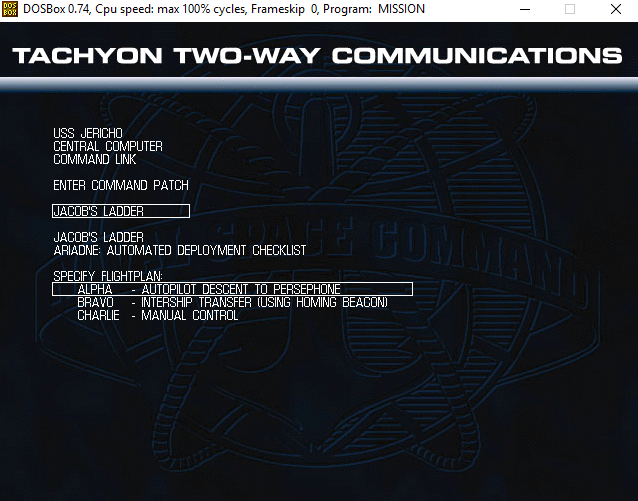 DOSBox 0.74, Cpu speed: max 100% cycles, Frameskip 0, Program: MISSION
TACHYON TWO-WAY COMMUNICATIONS
USS JERICHO
CENTRAL COMPUTER
COMMAND LINK
ENTER COMMAND PATCH
JACOB'S LADDER
JACOB'S LADDER
ARIADNE: AUTOMATED DEPLOYMENT CHECKLIST
SPECIFY FLIGHTPLAN:
ALPHA - AUTOPILOT DESCENT TO PERSEPHONE
BRAVO - INTERSHIP TRANSFER (USING HOMING BEACON)
CHARLIE - MANUAL CONTROL
SPACE COMMAND